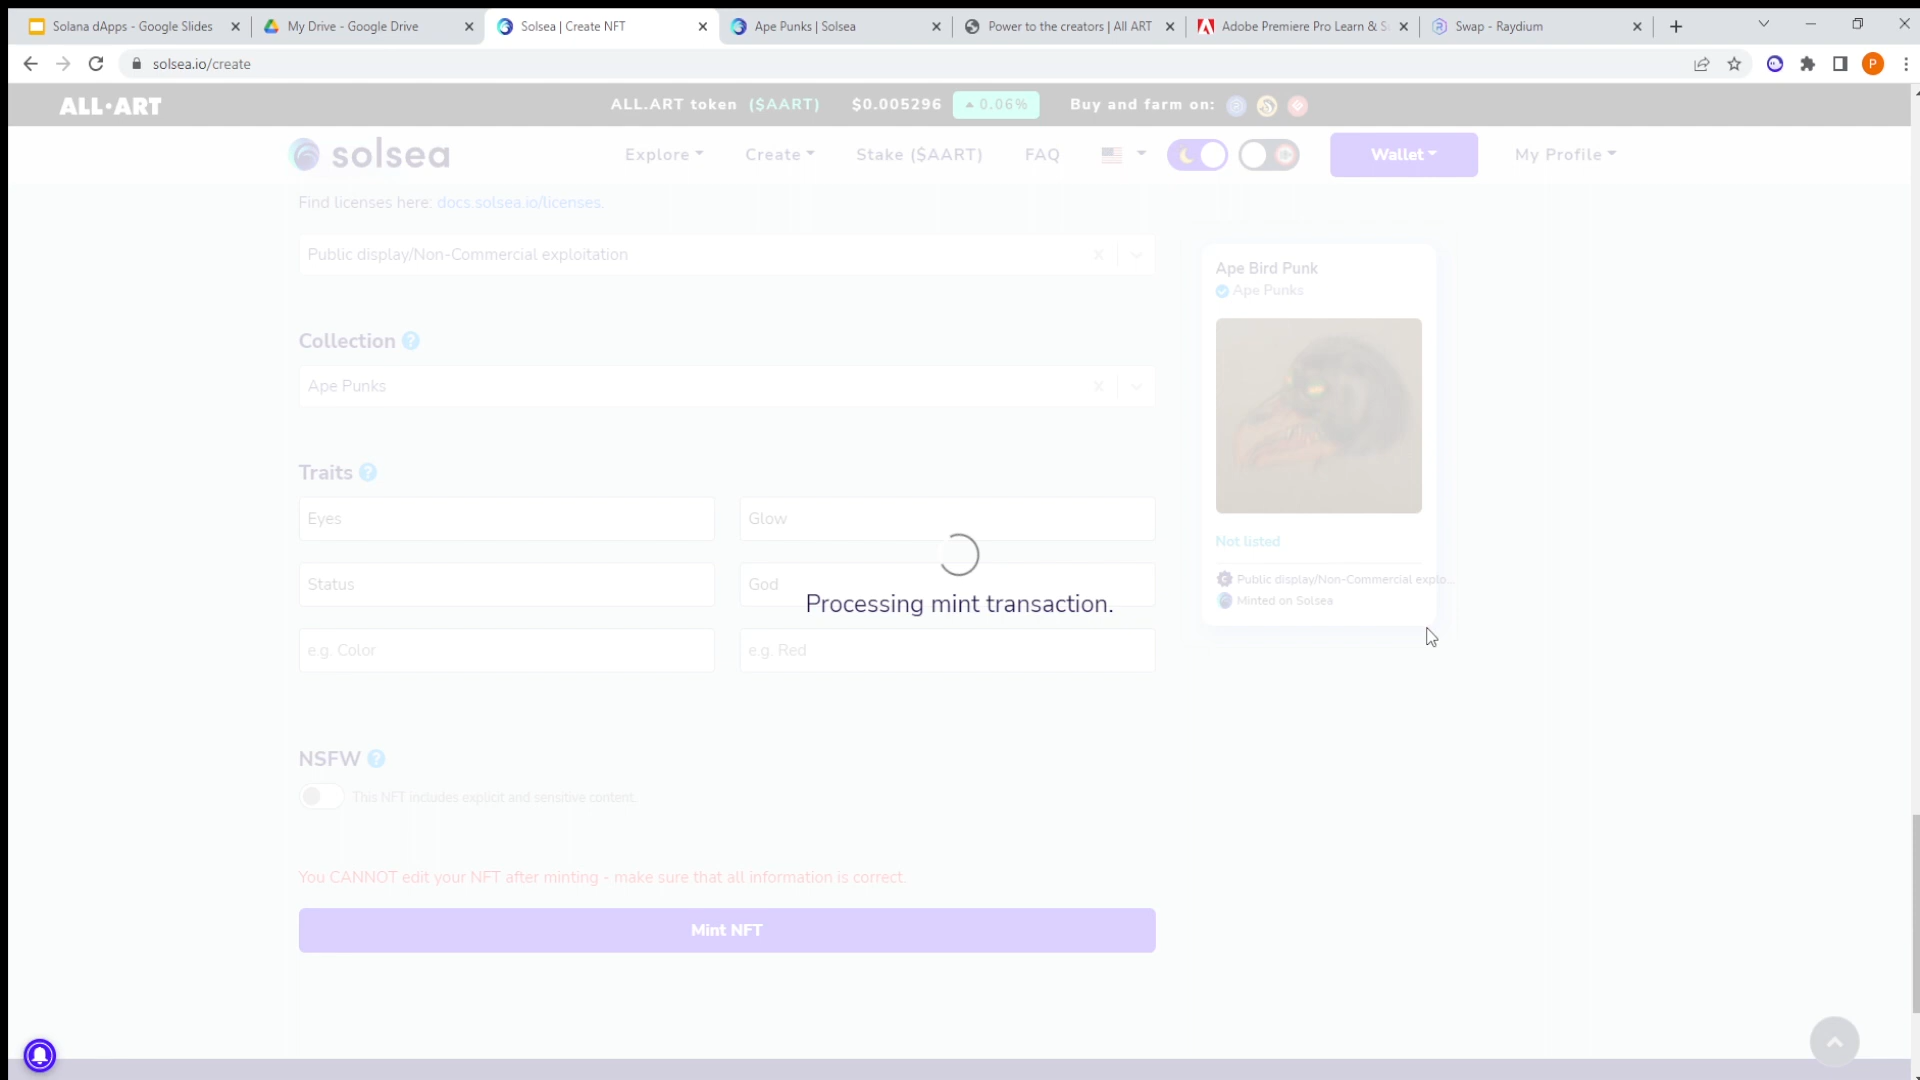 Solana dApps - Google Slides
My Drive - Google Drive
Solsea | Create NFT
Ape Punks | Solsea
Power to the creators | All ART
Adobe Premiere Pro Learn & S
Swap - Raydium
solsea.io/create
P
ALL·ART
ALL.ART token ($AART) $0.005296 0.06% Buy and farm on:
solsea
Explore
Create
Stake ($AART)
FAQ
Wallet
My Profile
Find licenses here: docs.solsea.io/licenses.
Public display/Non-Commercial exploitation
Collection ?
Ape Punks
Traits ?
Eyes
Glow
Status
God
e.g. Color
e.g. Red
Processing mint transaction.
NSFW ?
This NFT includes explicit and sensitive content.
You CANNOT edit your NFT after minting - make sure that all information is correct.
Mint NFT
Ape Bird Punk
Ape Punks
Not listed
Public display/Non-Commercial explo...
Minted on Solsea